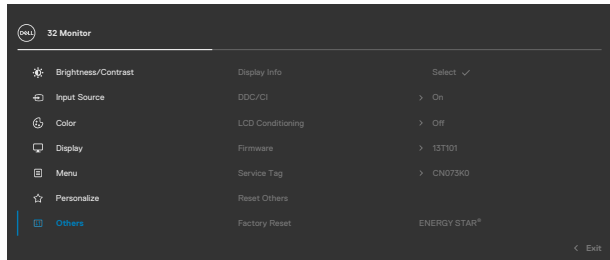 DELL 32 Monitor
Brightness/Contrast Display Info Select ✓
Input Source DDC/CI > On
Color LCD Conditioning > Off
Display Firmware > 13T101
Menu Service Tag > CN073K0
Personalize Reset Others
Others Factory Reset ENERGY STAR®
< Exit